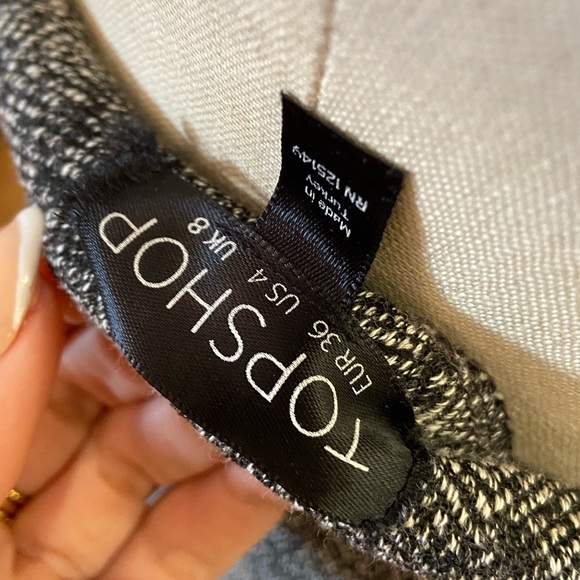 TOPSHOP
EUR 36 US 4 UK 8
Made in
Turkey
RN 125149